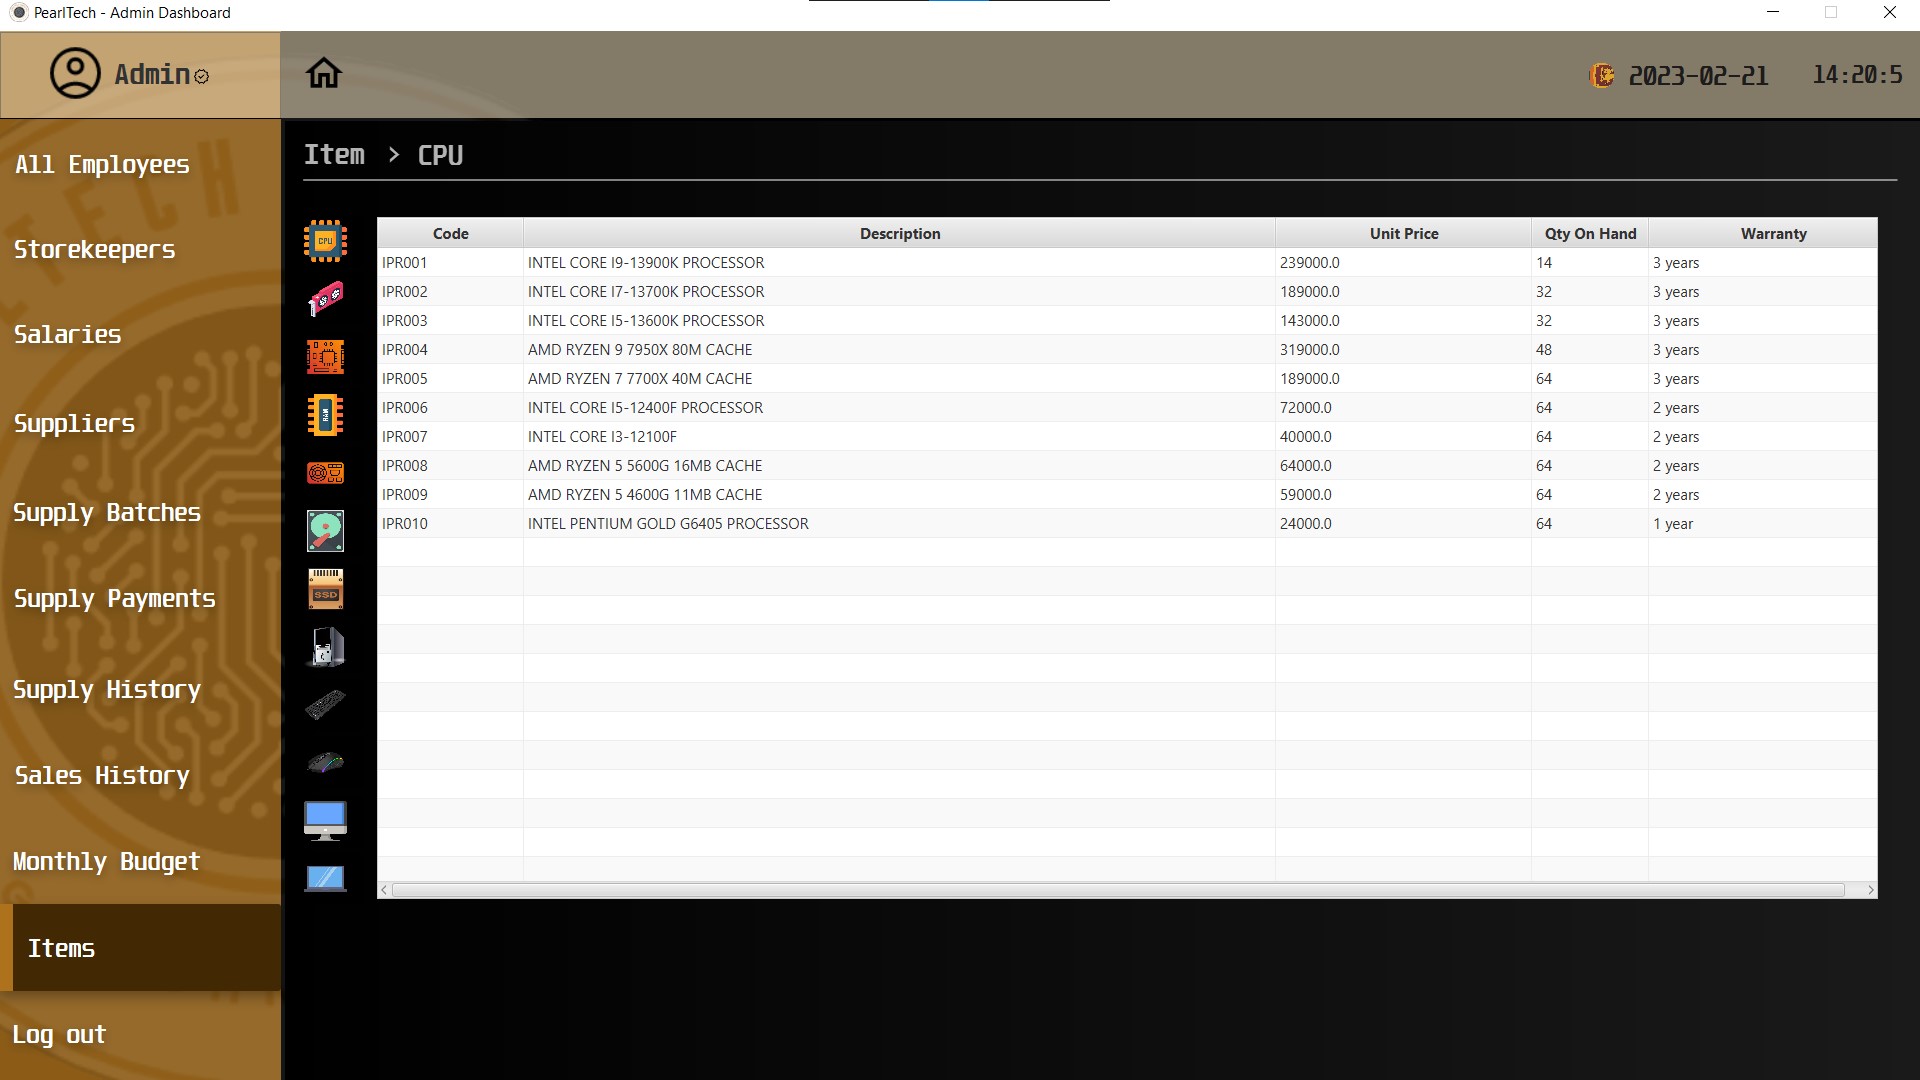 PearlTech - Admin Dashboard
Admin
2023-02-21 14:20:5
All Employees
Storekeepers
Salaries
Suppliers
Supply Batches
Supply Payments
Supply History
Sales History
Monthly Budget
Items
Log out
Item > CPU
CPU
RAM
SSD
Code Description Unit Price Qty On Hand Warranty
IPR001 INTEL CORE I9-13900K PROCESSOR 239000.0 14 3 years
IPR002 INTEL CORE I7-13700K PROCESSOR 189000.0 32 3 years
IPR003 INTEL CORE I5-13600K PROCESSOR 143000.0 32 3 years
IPR004 AMD RYZEN 9 7950X 80M CACHE 319000.0 48 3 years
IPR005 AMD RYZEN 7 7700X 40M CACHE 189000.0 64 3 years
IPR006 INTEL CORE I5-12400F PROCESSOR 72000.0 64 2 years
IPR007 INTEL CORE I3-12100F 40000.0 64 2 years
IPR008 AMD RYZEN 5 5600G 16MB CACHE 64000.0 64 2 years
IPR009 AMD RYZEN 5 4600G 11MB CACHE 59000.0 64 2 years
IPR010 INTEL PENTIUM GOLD G6405 PROCESSOR 24000.0 64 1 year